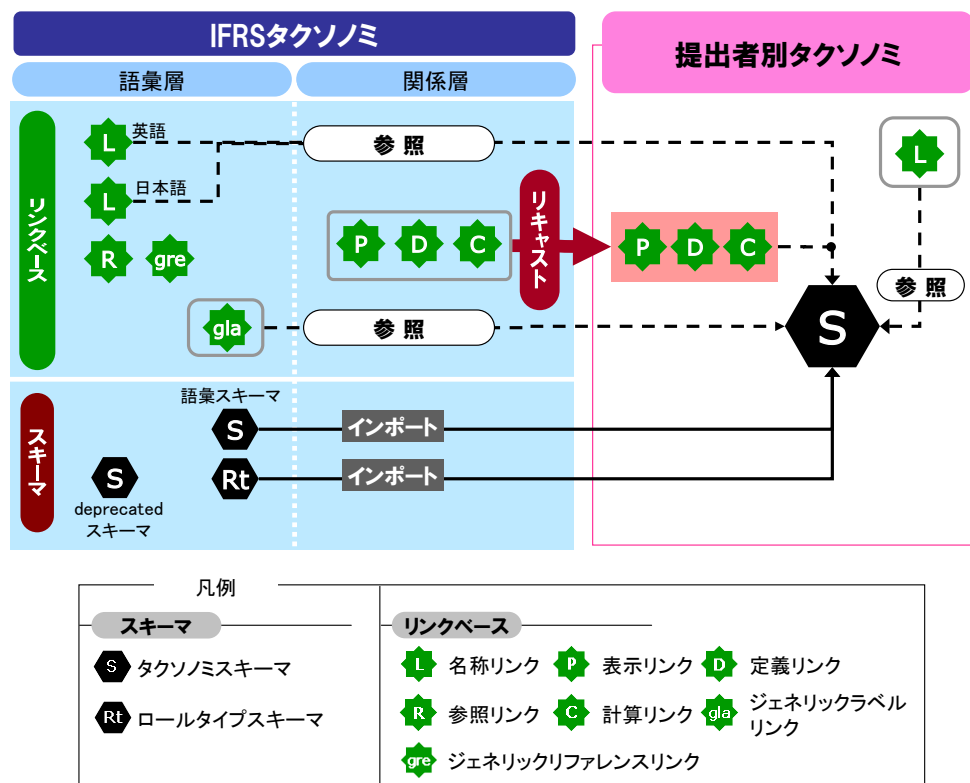 IFRSタクソノミ
提出者別タクソノミ
語彙層
関係層
リンクベース
L
英語
参照
L
L
日本語
リキャスト
P
D
C
P
D
C
R
gre
参照
S
gla
参照
語彙スキーマ
スキーマ
S
インポート
S
Rt
インポート
deprecated
スキーマ
凡例
スキーマ
リンクベース
S
タクソノミスキーマ
L
名称リンク
P
表示リンク
D
定義リンク
Rt
ロールタイプスキーマ
R
参照リンク
C
計算リンク
gla
ジェネリックラベル
リンク
gre
ジェネリックリファレンスリンク